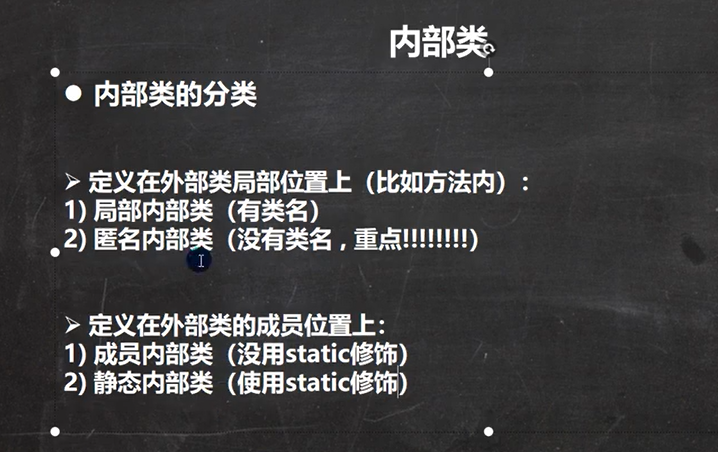 内部类
● 内部类的分类
➢ 定义在外部类局部位置上（比如方法内）：
1) 局部内部类（有类名）
2) 匿名内部类（没有类名，重点!!!!!!!!）
➢ 定义在外部类的成员位置上：
1) 成员内部类（没用static修饰）
2) 静态内部类（使用static修饰）